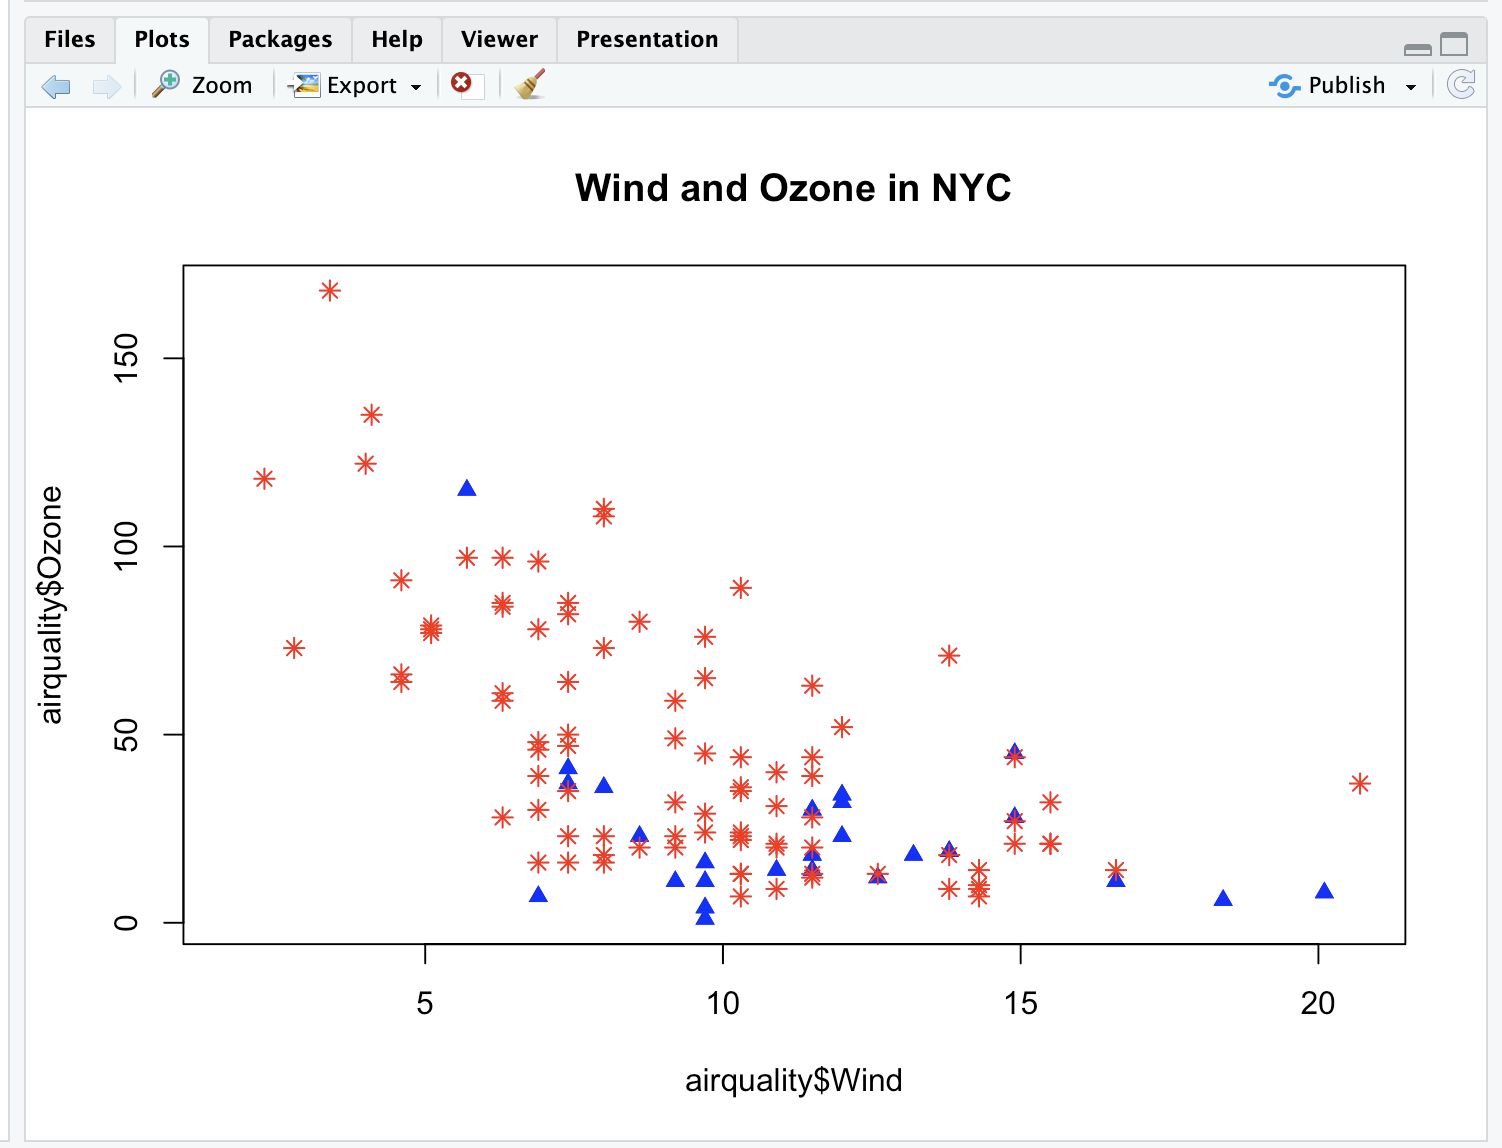 Files Plots Packages Help Viewer Presentation
Zoom Export Publish
Wind and Ozone in NYC
airquality$Ozone
150
100
50
0
5 10 15 20
airquality$Wind